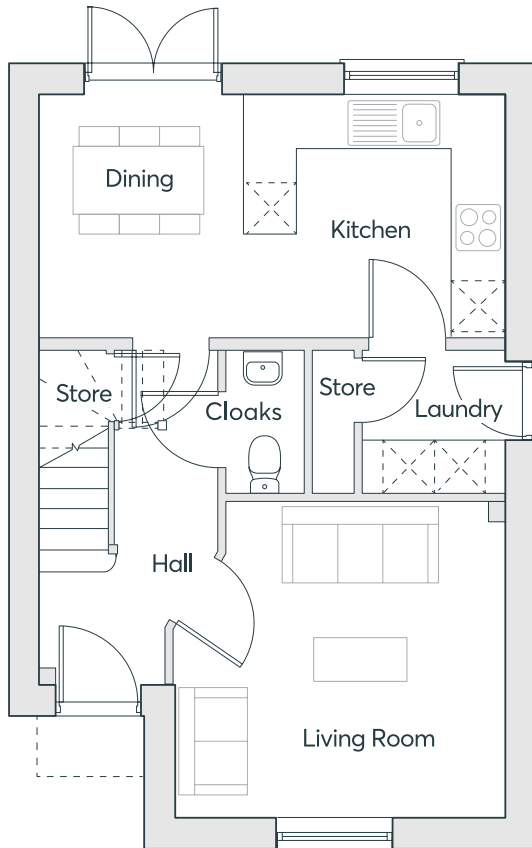 Dining
Kitchen
Store
Cloaks
Store
Laundry
Hall
Living Room